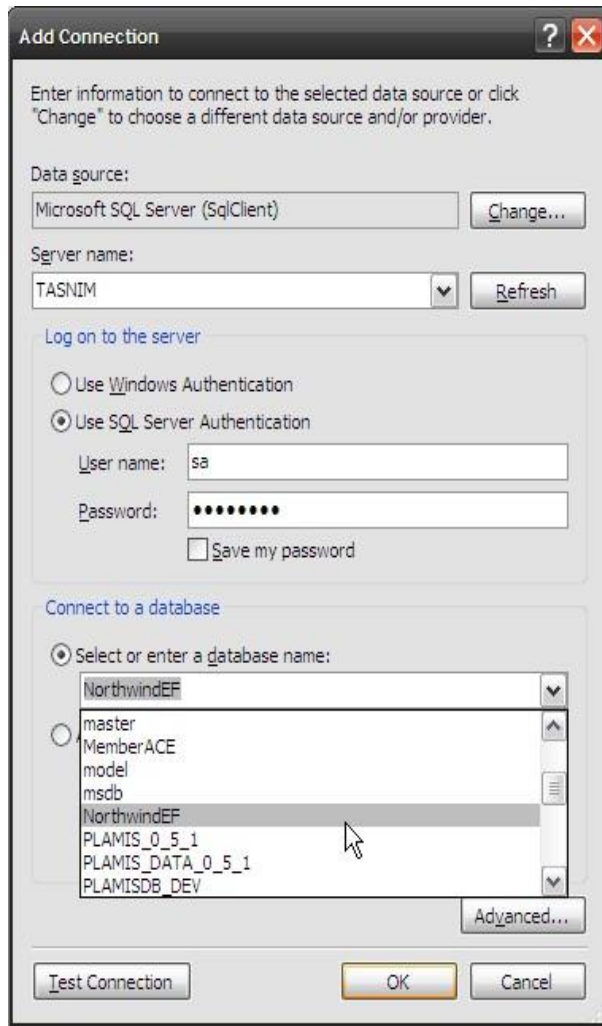 Add Connection
Enter information to connect to the selected data source or click
"Change" to choose a different data source and/or provider.
Data source:
Microsoft SQL Server (SqlClient)
Change...
Server name:
TASNIM
Refresh
Log on to the server
Use Windows Authentication
Use SQL Server Authentication
User name:
sa
Password:
••••••••
Save my password
Connect to a database
Select or enter a database name:
NorthwindEF
master
MemberACE
model
msdb
NorthwindEF
PLAMIS_0_5_1
PLAMIS_DATA_0_5_1
PLAMISDB_DEV
Advanced...
Test Connection
OK
Cancel